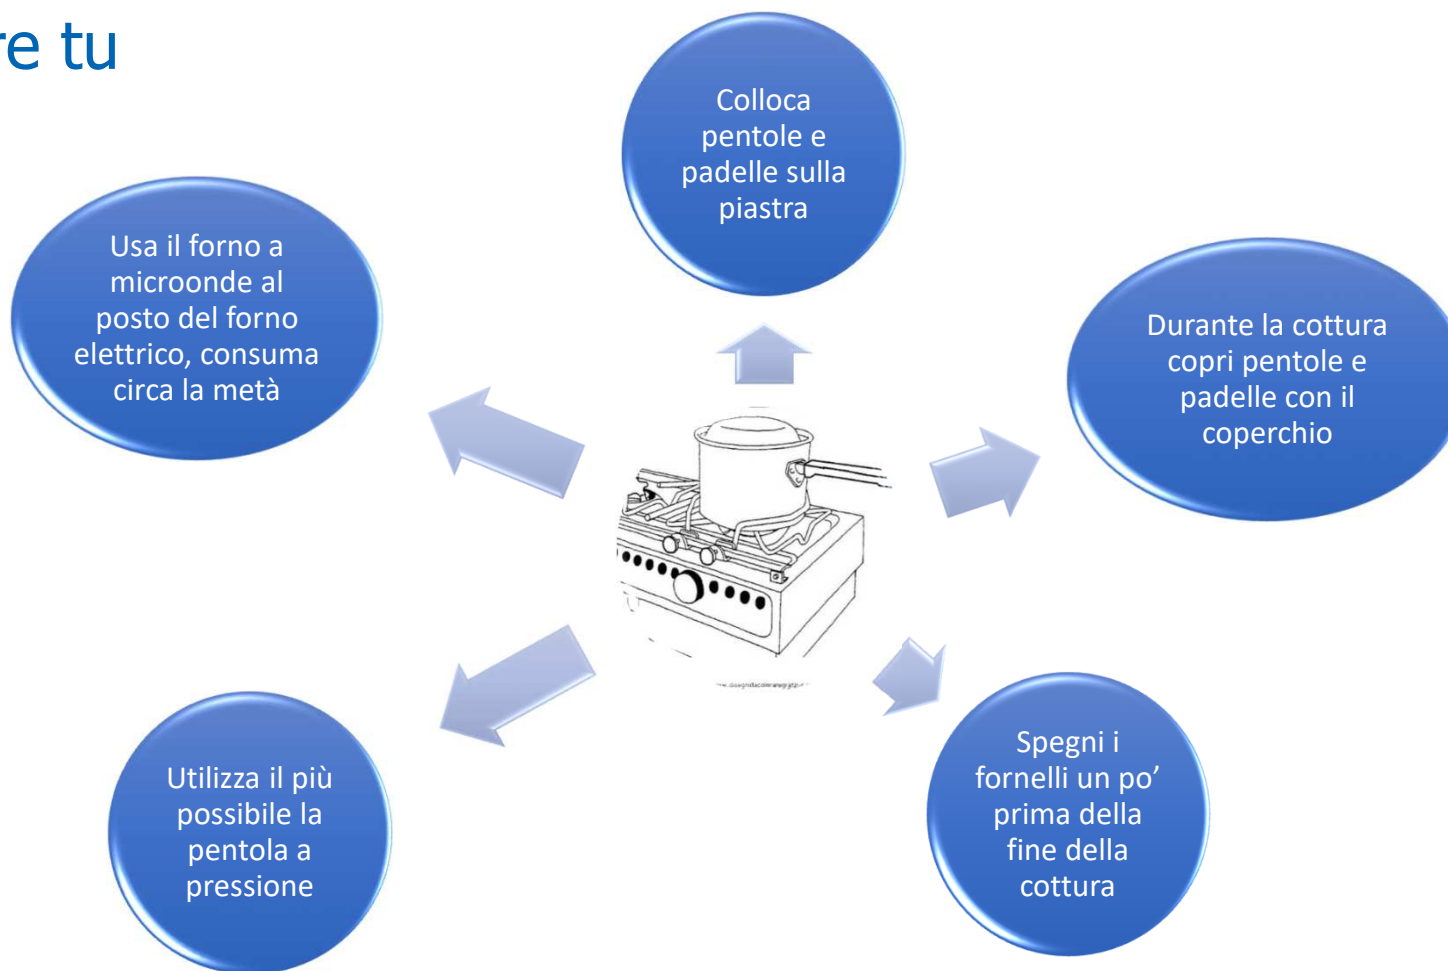 re tu
Colloca
pentole e
padelle sulla
piastra
Usa il forno a
microonde al
posto del forno
elettrico, consuma
circa la metà
Durante la cottura
copri pentole e
padelle con il
coperchio
Utilizza il più
possibile la
pentola a
pressione
Spegni i
fornelli un po’
prima della
fine della
cottura